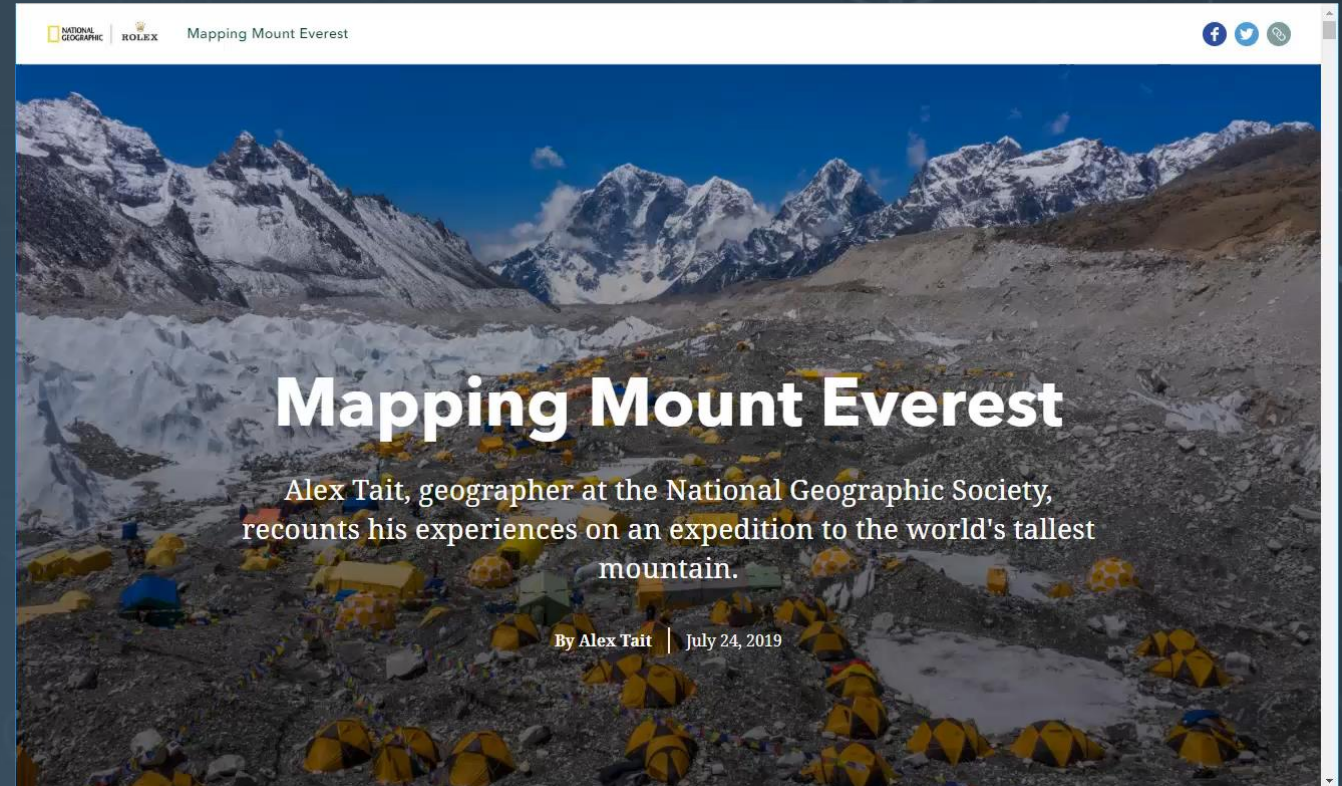 NATIONAL
GEOGRAPHIC
ROLEX
Mapping Mount Everest
Mapping Mount Everest
Alex Tait, geographer at the National Geographic Society,
recounts his experiences on an expedition to the world's tallest
mountain.
By Alex Tait | July 24, 2019